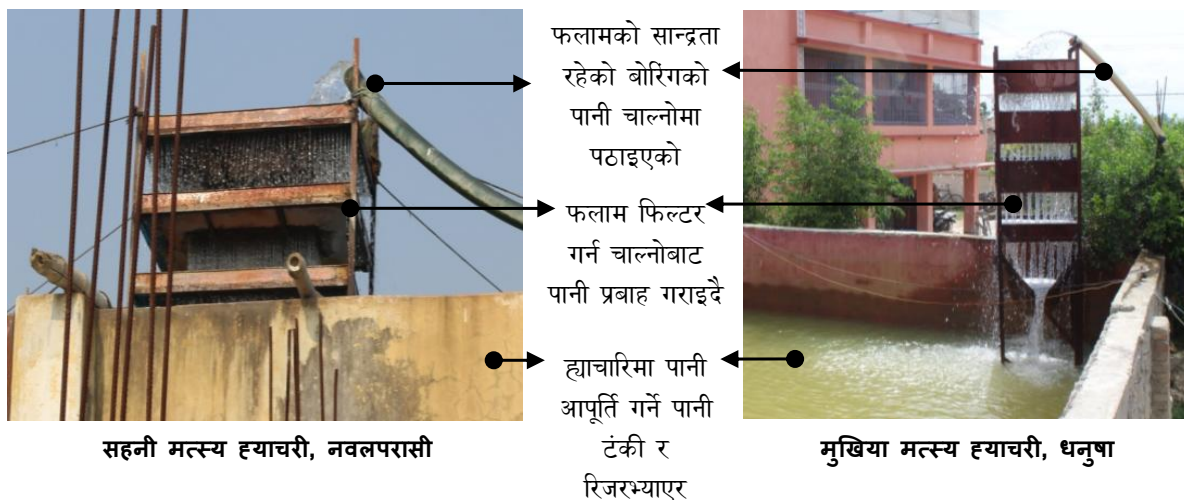 फलामको सान्द्रता
रहेको बोरिंगको
पानी चाल्नोमा
पठाइएको
फलाम फिल्टर
गर्न चाल्नोबाट
पानी प्रबाह गराइदै
ह्याचारिमा पानी
आपूर्ति गर्ने पानी
टंकी र
रिजरभ्याएर
सहनी मत्स्य ह्याचरी, नवलपरासी
मुखिया मत्स्य ह्याचरी, धनुषा